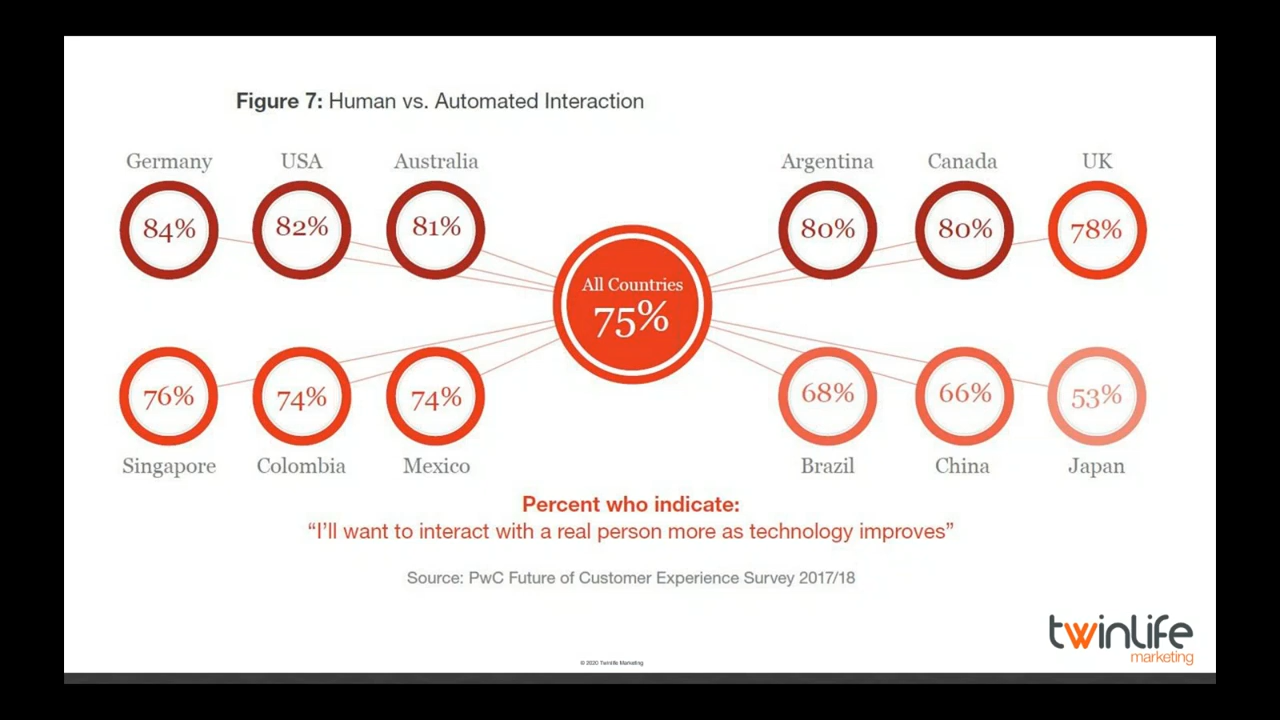 Figure 7: Human vs. Automated Interaction
Germany USA Australia Argentina Canada UK
84% 82% 81% 80% 80% 78%
All Countries
75%
76% 74% 74% 68% 66% 53%
Singapore Colombia Mexico Brazil China Japan
Percent who indicate:
“I’ll want to interact with a real person more as technology improves”
Source: PwC Future of Customer Experience Survey 2017/18
twinlife
marketing
© 2020 Twinlife Marketing